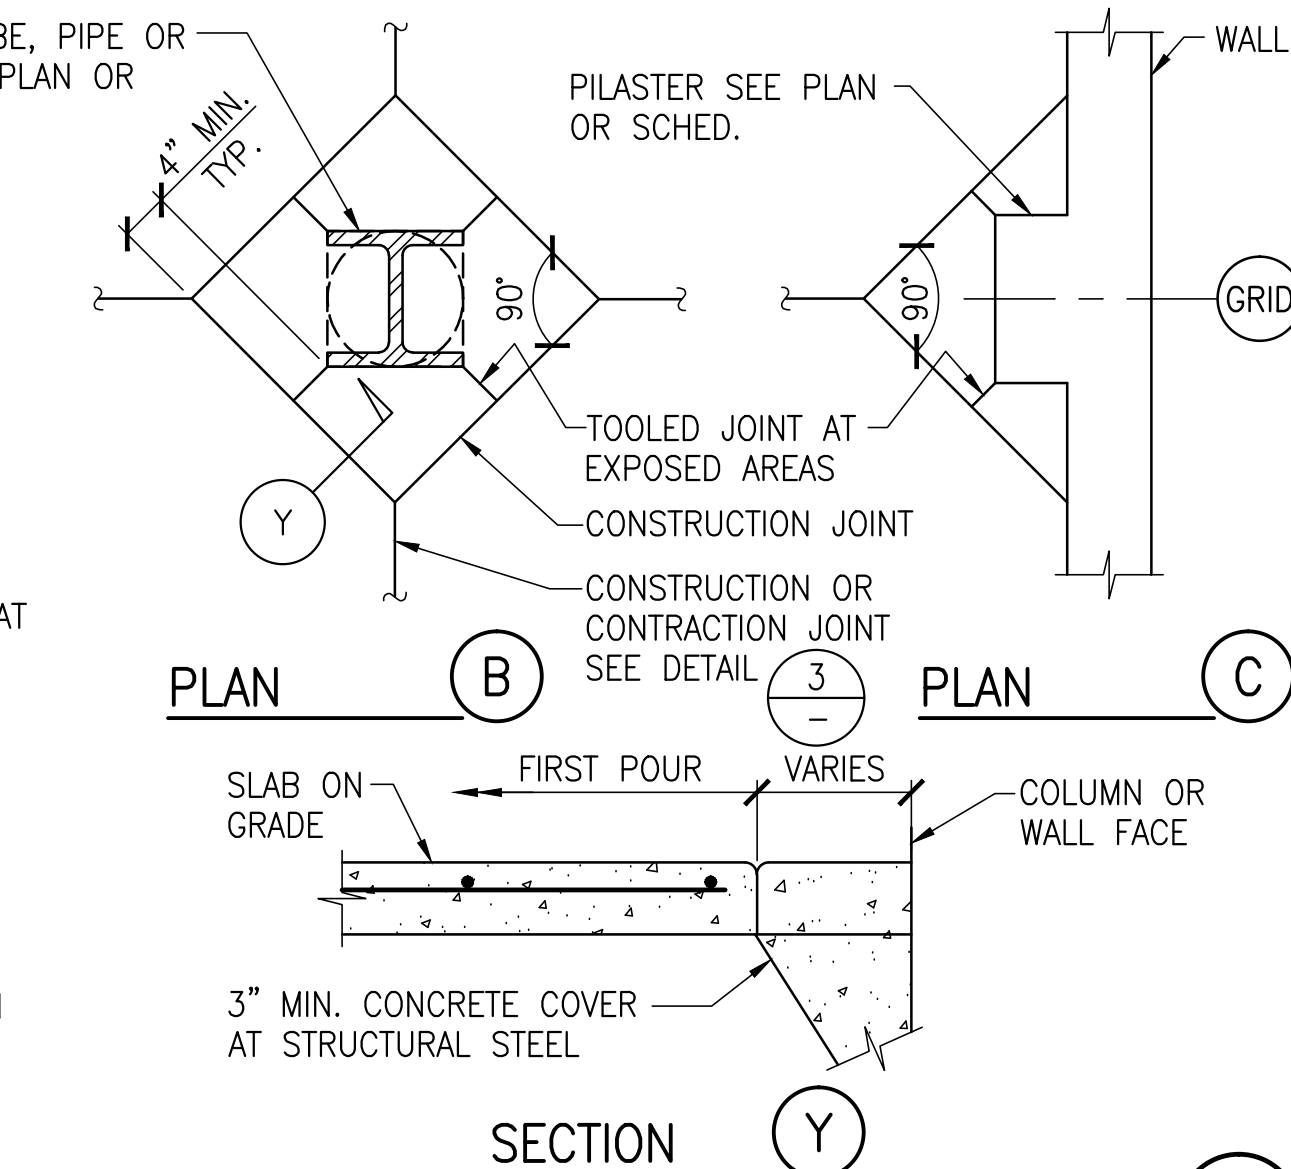 BE, PIPE OR
PLAN OR
4" MIN.
TYP.
90°
Y
PILASTER SEE PLAN
OR SCHED.
WALL
90°
GRID
TOOLED JOINT AT
EXPOSED AREAS
CONSTRUCTION JOINT
CONSTRUCTION OR
CONTRACTION JOINT
SEE DETAIL
3
–
AT
PLAN
B
PLAN
C
SLAB ON
GRADE
FIRST POUR
VARIES
COLUMN OR
WALL FACE
3" MIN. CONCRETE COVER
AT STRUCTURAL STEEL
SECTION
Y